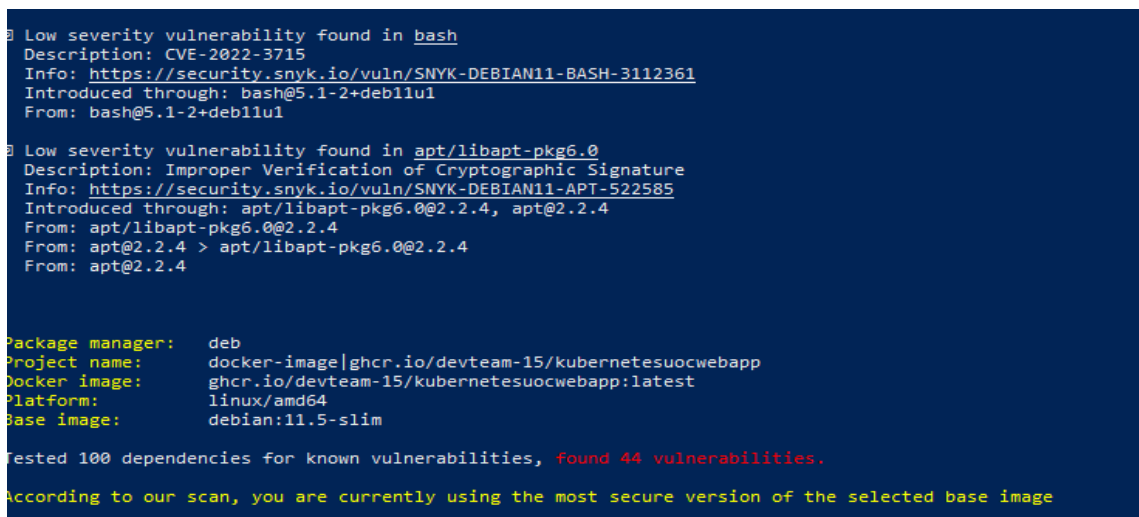 Low severity vulnerability found in bash
Description: CVE-2022-3715
Info: https://security.snyk.io/vuln/SNYK-DEBIAN11-BASH-3112361
Introduced through: bash@5.1-2+deb11u1
From: bash@5.1-2+deb11u1
Low severity vulnerability found in apt/libapt-pkg6.0
Description: Improper Verification of Cryptographic Signature
Info: https://security.snyk.io/vuln/SNYK-DEBIAN11-APT-522585
Introduced through: apt/libapt-pkg6.0@2.2.4, apt@2.2.4
From: apt/libapt-pkg6.0@2.2.4
From: apt@2.2.4 > apt/libapt-pkg6.0@2.2.4
From: apt@2.2.4
Package manager: deb
Project name: docker-image|ghcr.io/devteam-15/kubernetesuocwebapp
Docker image: ghcr.io/devteam-15/kubernetesuocwebapp:latest
Platform: linux/amd64
Base image: debian:11.5-slim
Tested 100 dependencies for known vulnerabilities, found 44 vulnerabilities.
According to our scan, you are currently using the most secure version of the selected base image